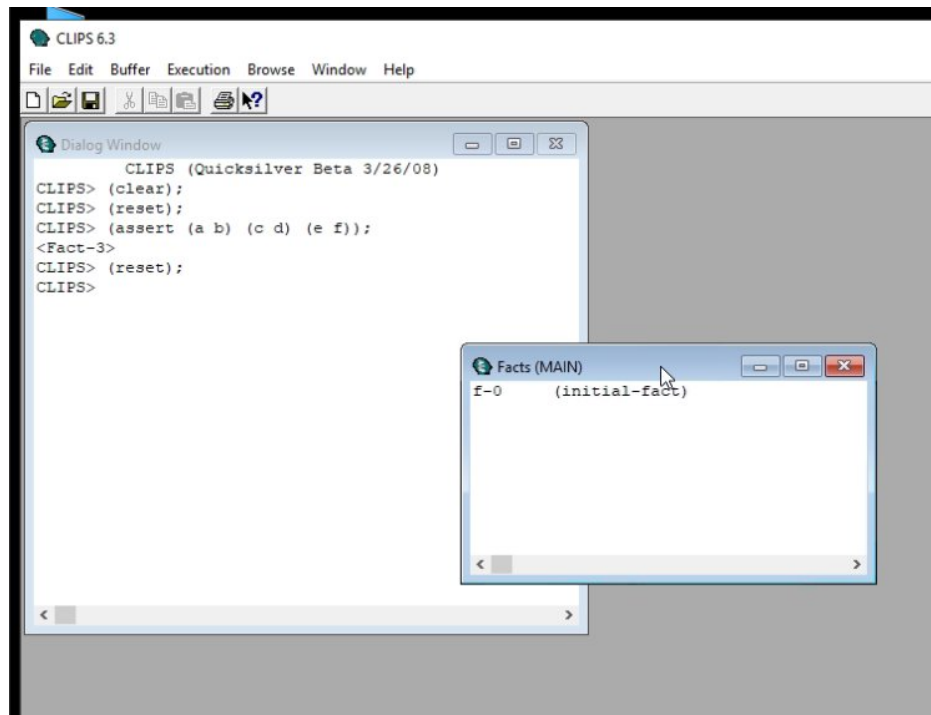 CLIPS 6.3
File Edit Buffer Execution Browse Window Help
Dialog Window
CLIPS (Quicksilver Beta 3/26/08)
CLIPS> (clear);
CLIPS> (reset);
CLIPS> (assert (a b) (c d) (e f));
<Fact-3>
CLIPS> (reset);
CLIPS>
Facts (MAIN)
f-0 (initial-fact)